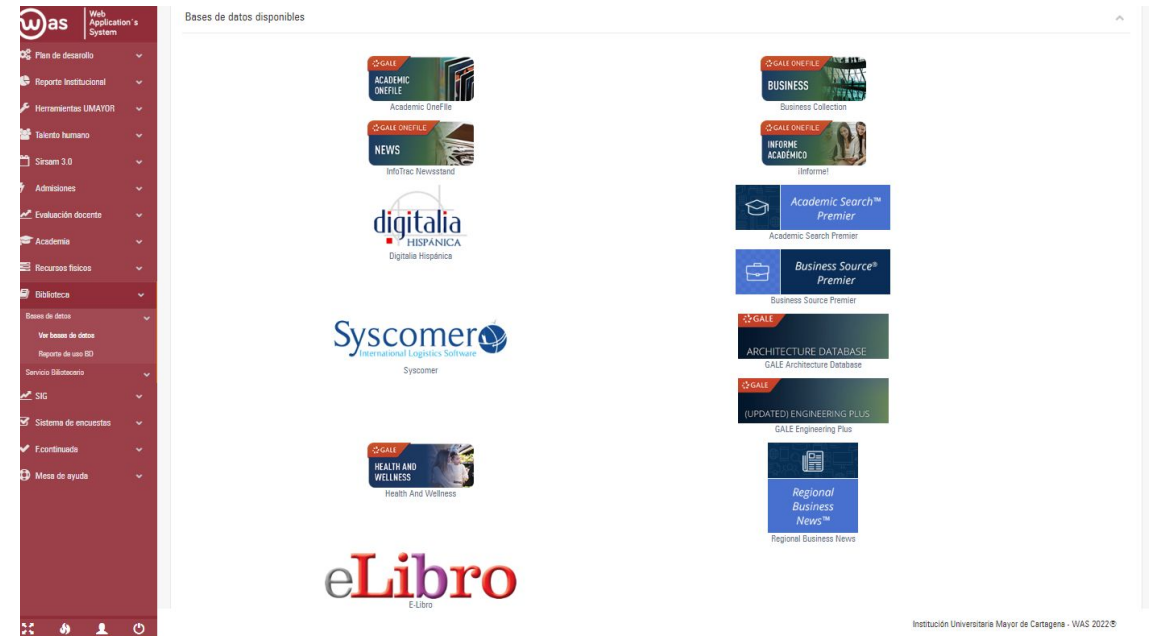 was
Web
Application's
System
Plan de desarollo
Reporte Institucional
Herramientas UMAYOR
Talento humano
Sirsam 3.0
Admisiones
Evaluación docente
Academia
Recursos físicos
Biblioteca
Bases de datos
Ver bases de datos
Reporte de uso BD
Servicio Bibliotecario
SIG
Sistema de encuestas
F.continuada
Mesa de ayuda
Bases de datos disponibles
GALE
ACADEMIC
ONEFILE
Academic OneFIle
GALE ONEFILE
BUSINESS
Business Collection
GALE ONEFILE
NEWS
InfoTrac Newsstand
GALE ONEFILE
INFORME
ACADÉMICO
¡Informe!
digitalia
HISPÁNICA
Digitalia Hispánica
Academic Search™
Premier
Academic Search Premier
Business Source®
Premier
Business Source Premier
Syscomer
International Logistics Software
Syscomer
GALE
ARCHITECTURE DATABASE
GALE Architecture Database
GALE
(UPDATED) ENGINEERING PLUS
GALE Engineering Plus
GALE
HEALTH AND
WELLNESS
Health And Wellness
Regional
Business
News™
Regional Business News
eLibro
E-Libro
Institución Universitaria Mayor de Cartagena - WAS 2022®